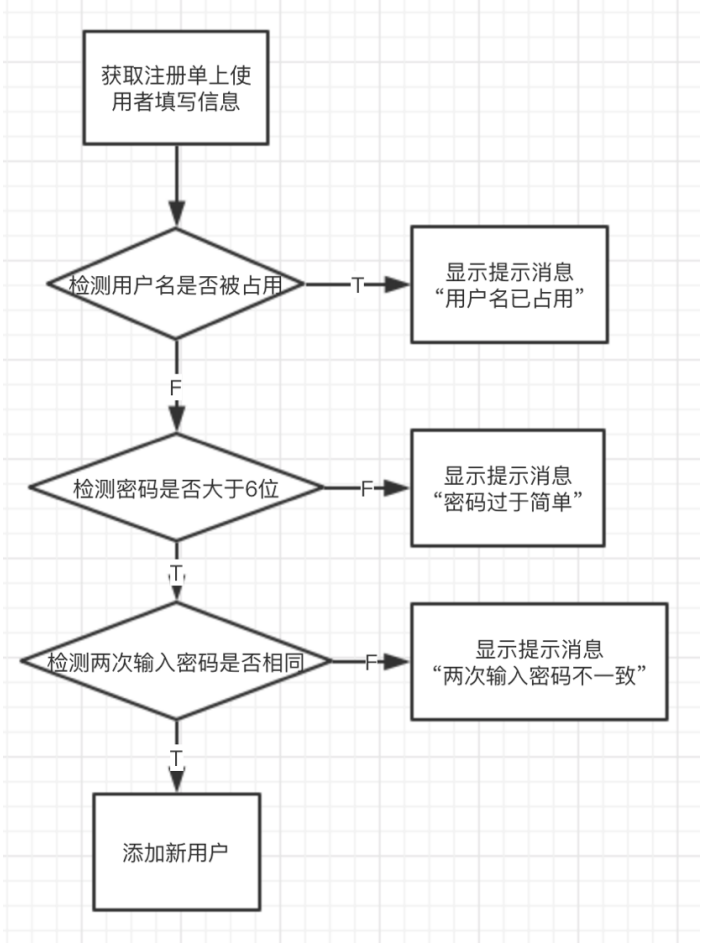 获取注册单上使
用者填写信息
检测用户名是否被占用
T
显示提示消息
“用户名已占用”
F
检测密码是否大于6位
F
显示提示消息
“密码过于简单”
T
检测两次输入密码是否相同
F
显示提示消息
“两次输入密码不一致”
T
添加新用户